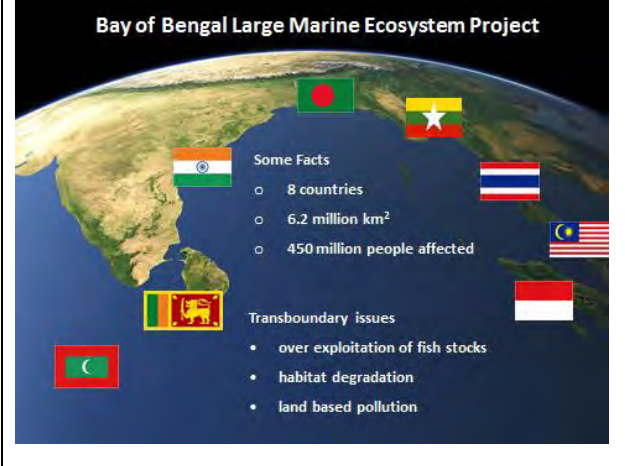 Bay of Bengal Large Marine Ecosystem Project
Some Facts
o 8 countries
o 6.2 million km²
o 450 million people affected
Transboundary issues
• over exploitation of fish stocks
• habitat degradation
• land based pollution